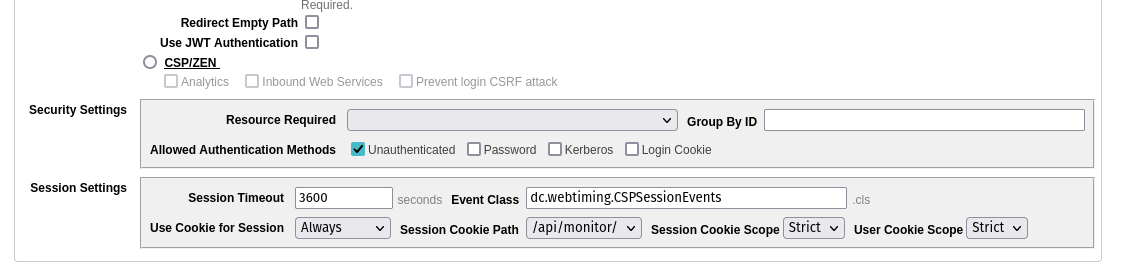 Required.
Redirect Empty Path
Use JWT Authentication
CSP/ZEN
Analytics Inbound Web Services Prevent login CSRF attack
Security Settings
Resource Required Group By ID
Allowed Authentication Methods Unauthenticated Password Kerberos Login Cookie
Session Settings
Session Timeout 3600 seconds Event Class dc.webtiming.CSPSessionEvents .cls
Use Cookie for Session Always Session Cookie Path /api/monitor/ Session Cookie Scope Strict User Cookie Scope Strict